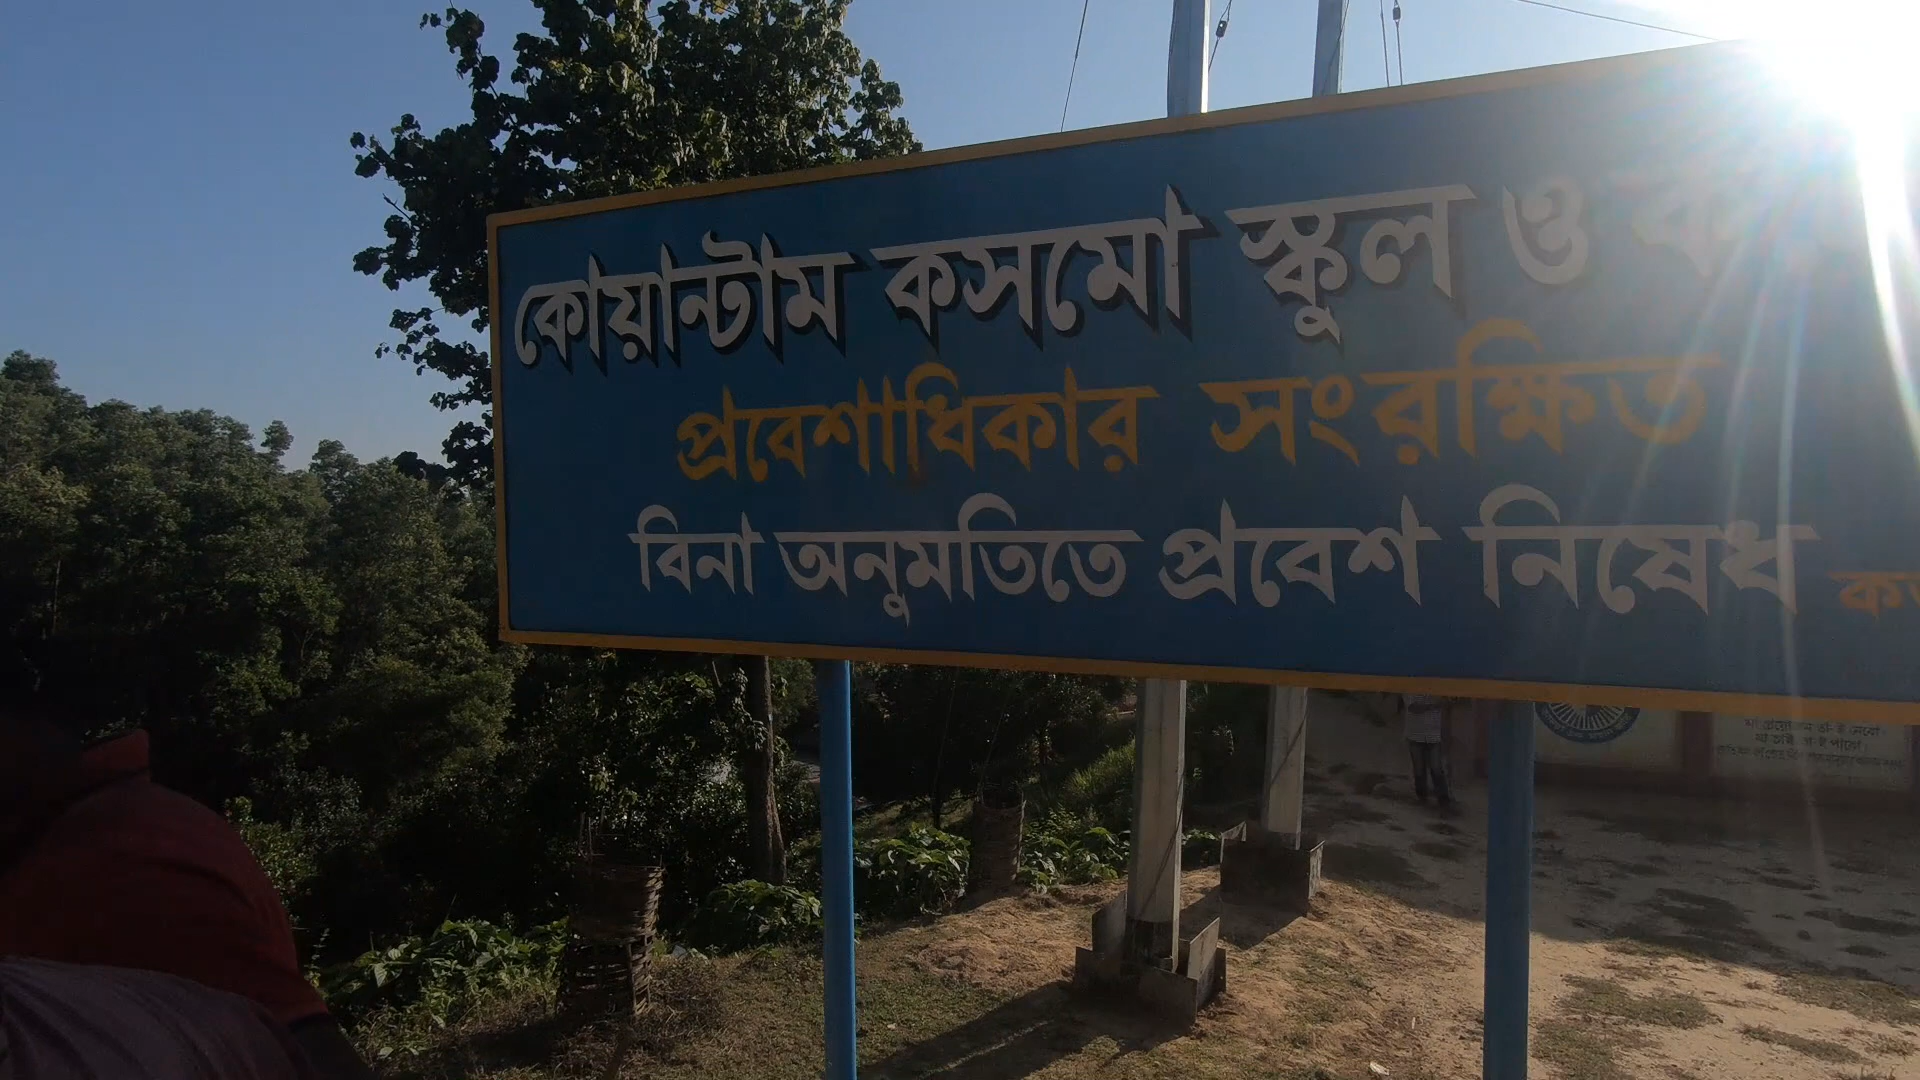 কোয়ান্টাম কসমো স্কুল ও
প্রবেশাধিকার সংরক্ষিত
বিনা অনুমতিতে প্রবেশ নিষেধ